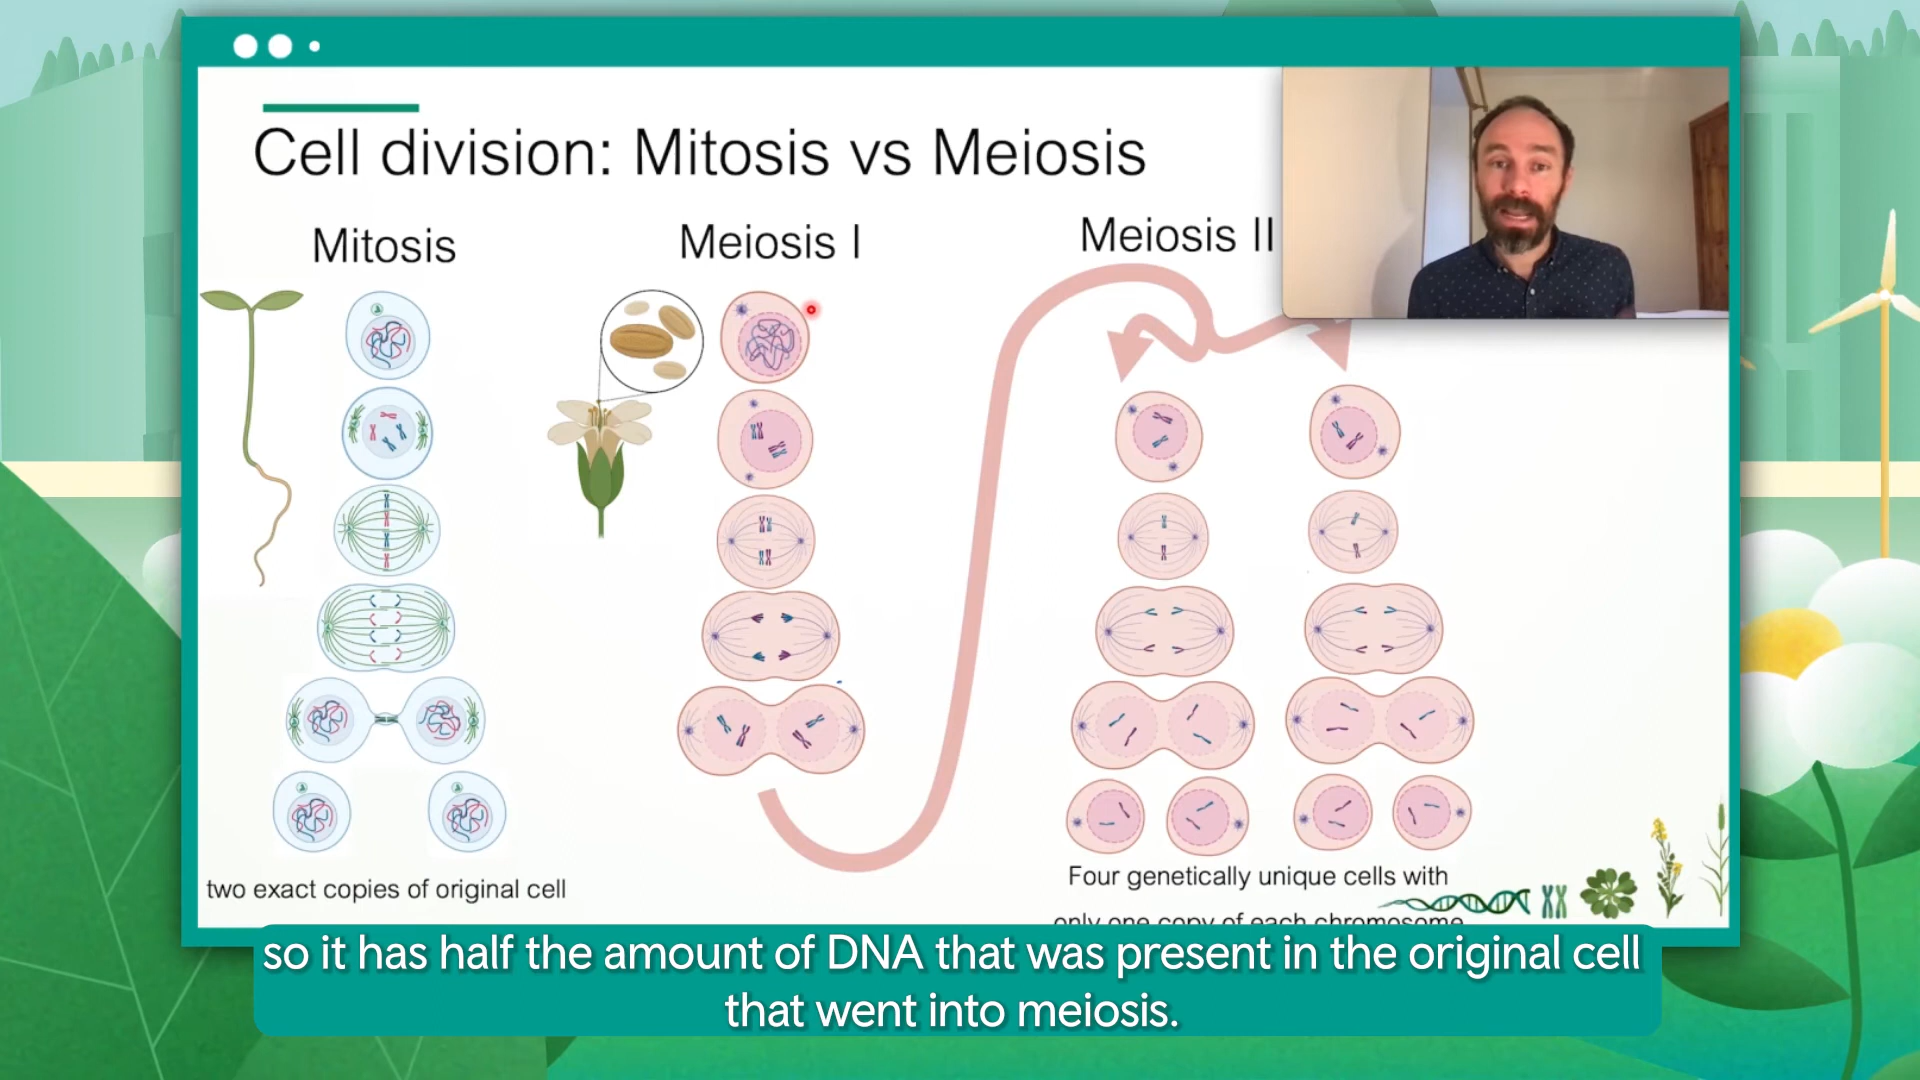 Cell division: Mitosis vs Meiosis
Mitosis
Meiosis I
Meiosis II
two exact copies of original cell
Four genetically unique cells with
only one copy of each chromosome
so it has half the amount of DNA that was present in the original cell
that went into meiosis.